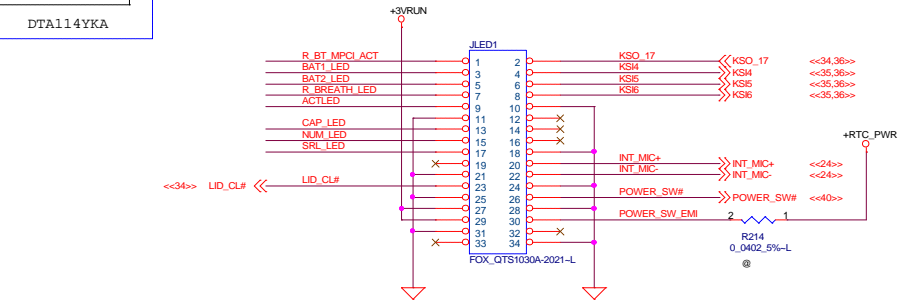 DTA114YKA
+3VRUN
JLED1
R_BT_MPCI_ACT 1 2 KSO_17 KSO_17 <<34,36>>
BAT1_LED 3 4 KSI4 KSI4 <<35,36>>
BAT2_LED 5 6 KSI5 KSI5 <<35,36>>
R_BREATH_LED 7 8 KSI6 KSI6 <<35,36>>
ACTLED 9 10
11 12
CAP_LED 13 14
NUM_LED 15 16
SRL_LED 17 18
+RTC_PWR
19 20 INT_MIC+ INT_MIC+ <<24>>
21 22 INT_MIC- INT_MIC- <<24>>
<<34>> LID_CL# LID_CL# 23 24
25 26 POWER_SW# POWER_SW# <<40>>
27 28
29 30 POWER_SW_EMI 2 1
31 32
33 34
R214
0_0402_5%~L
@
FOX_QTS1030A-2021~L